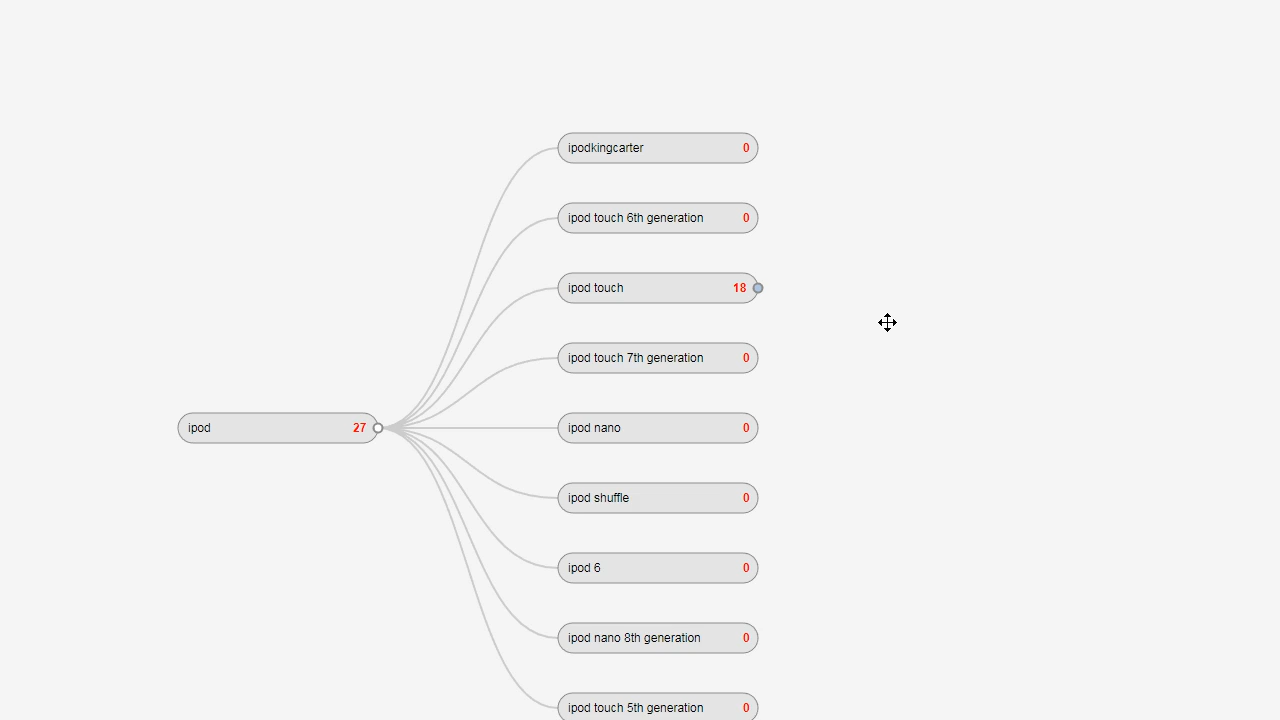 ipodkingcarter 0
ipod touch 6th generation 0
ipod touch 18
ipod touch 7th generation 0
ipod 27
ipod nano 0
ipod shuffle 0
ipod 6 0
ipod nano 8th generation 0
ipod touch 5th generation 0